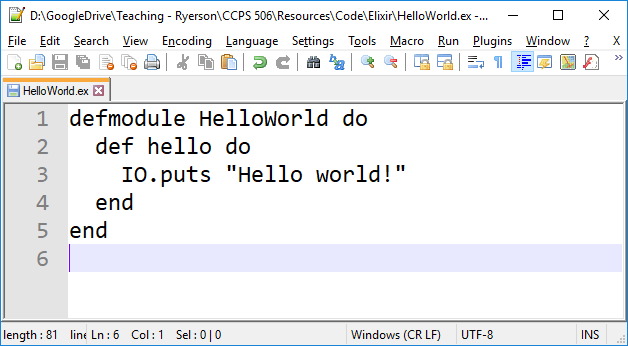 D:\GoogleDrive\Teaching - Ryerson\CCPS 506\Resources\Code\Elixir\HelloWorld.ex -...
File Edit Search View Encoding Language Settings Tools Macro Run Plugins Window ? X
HelloWorld.ex
1 defmodule HelloWorld do
2   def hello do
3     IO.puts "Hello world!"
4   end
5 end
6
length : 81 line Ln : 6 Col : 1 Sel : 0 | 0 Windows (CR LF) UTF-8 INS